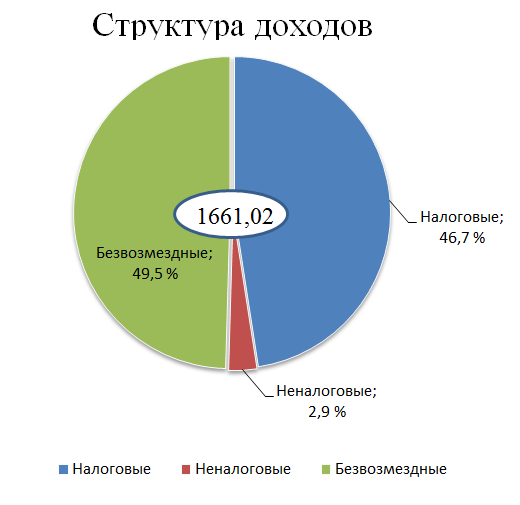 Структура доходов
1661,02
Налоговые;
46,7 %
Безвозмездные;
49,5 %
Неналоговые;
2,9 %
Налоговые
Неналоговые
Безвозмездные